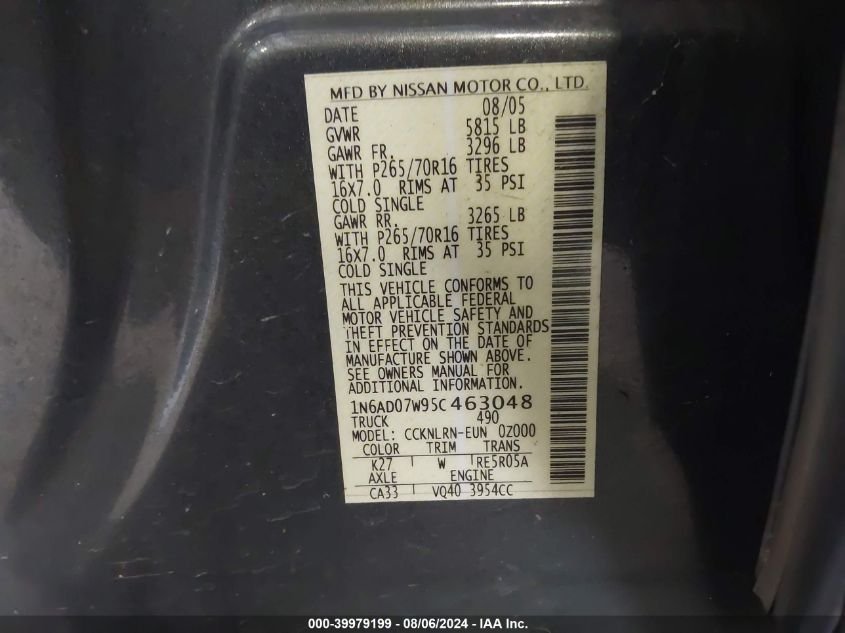 MFD BY NISSAN MOTOR CO., LTD.
DATE 08/05
GVWR 5815 LB
GAWR FR. 3296 LB
WITH P265/70R16 TIRES
16X7.0 RIMS AT 35 PSI
COLD SINGLE
GAWR RR 3265 LB
WITH P265/70R16 TIRES
16X7.0 RIMS AT 35 PSI
COLD SINGLE
THIS VEHICLE CONFORMS TO
ALL APPLICABLE FEDERAL
MOTOR VEHICLE SAFETY AND
THEFT PREVENTION STANDARDS
IN EFFECT ON THE DATE OF
MANUFACTURE SHOWN ABOVE.
SEE OWNERS MANUAL FOR
ADDITIONAL INFORMATION.
1N6AD07W95C463048
TRUCK 490
MODEL: CCKNLRN-EUN 0Z000
COLOR TRIM TRANS
K27 W RE5R05A
AXLE ENGINE
CA33 VQ40 3954CC
000-39979199 - 08/06/2024 - IAA Inc.